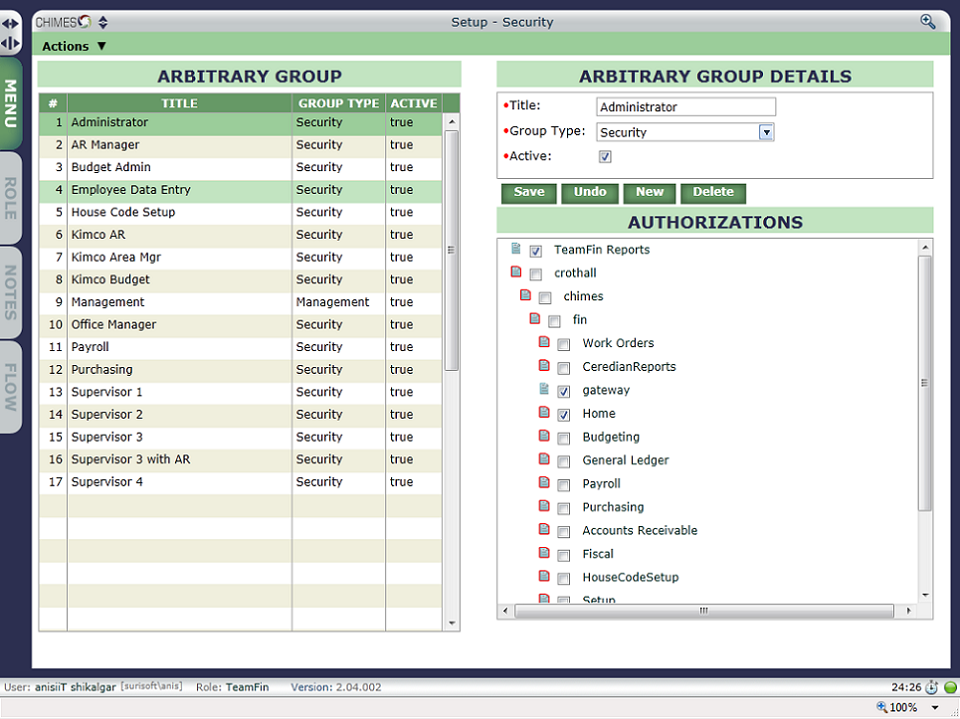 CHIMES
Setup - Security
Actions ▼
MENU
ROLE
NOTES
FLOW
ARBITRARY GROUP
# TITLE GROUP TYPE ACTIVE
1 Administrator Security true
2 AR Manager Security true
3 Budget Admin Security true
4 Employee Data Entry Security true
5 House Code Setup Security true
6 Kimco AR Security true
7 Kimco Area Mgr Security true
8 Kimco Budget Security true
9 Management Management true
10 Office Manager Security true
11 Payroll Security true
12 Purchasing Security true
13 Supervisor 1 Security true
14 Supervisor 2 Security true
15 Supervisor 3 Security true
16 Supervisor 3 with AR Security true
17 Supervisor 4 Security true
ARBITRARY GROUP DETAILS
•Title: Administrator
•Group Type: Security
•Active:
Save Undo New Delete
AUTHORIZATIONS
TeamFin Reports
crothall
chimes
fin
Work Orders
CeredianReports
gateway
Home
Budgeting
General Ledger
Payroll
Purchasing
Accounts Receivable
Fiscal
HouseCodeSetup
Setup
User: anisiiT shikalgar [surisoft\anis] Role: TeamFin Version: 2.04.002 24:26
100%